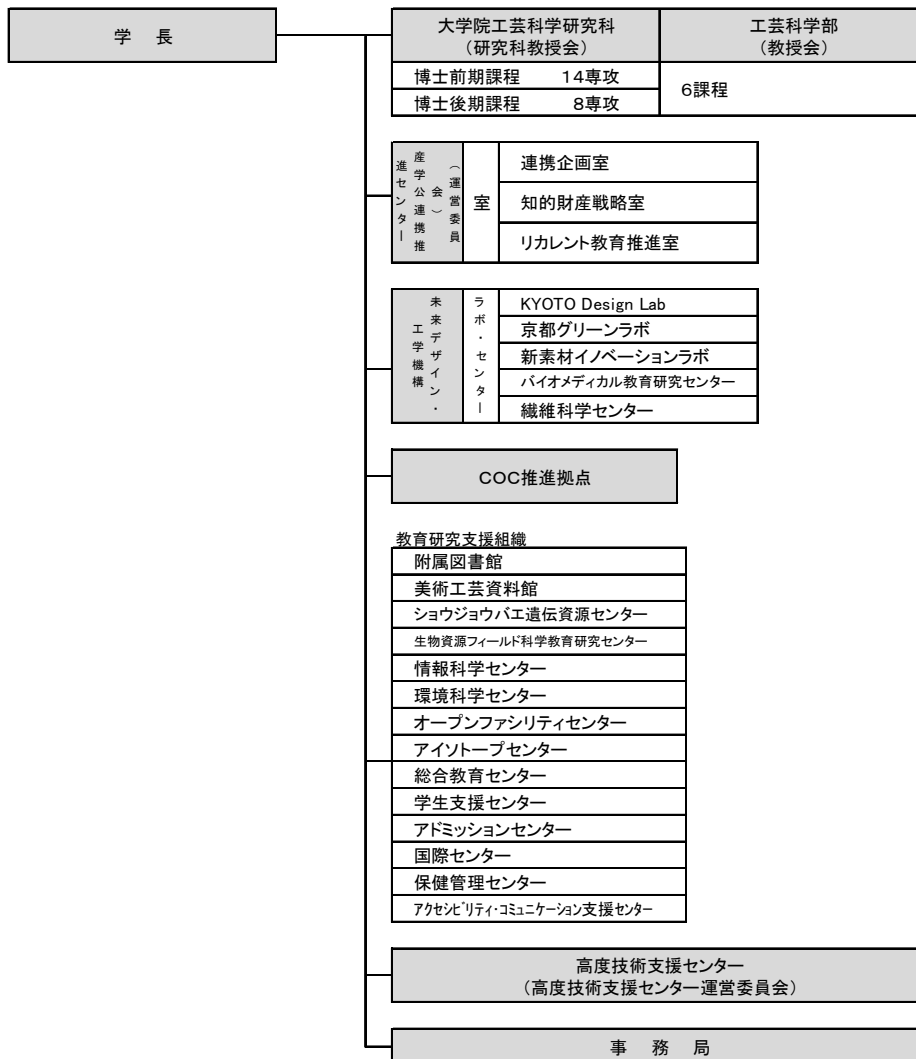 学　長
大学院工芸科学研究科
（研究科教授会）
工芸科学部
（教授会）
博士前期課程　　14専攻
博士後期課程　　8専攻
6課程
産学公連携推
進センター
（運営委員
会）
室
連携企画室
知的財産戦略室
リカレント教育推進室
未来デザイン・
工学機構
ラボ・センター
KYOTO Design Lab
京都グリーンラボ
新素材イノベーションラボ
バイオメディカル教育研究センター
繊維科学センター
COC推進拠点
教育研究支援組織
附属図書館
美術工芸資料館
ショウジョウバエ遺伝資源センター
生物資源フィールド科学教育研究センター
情報科学センター
環境科学センター
オープンファシリティセンター
アイソトープセンター
総合教育センター
学生支援センター
アドミッションセンター
国際センター
保健管理センター
アクセシビリティ・コミュニケーション支援センター
高度技術支援センター
（高度技術支援センター運営委員会）
事　務　局